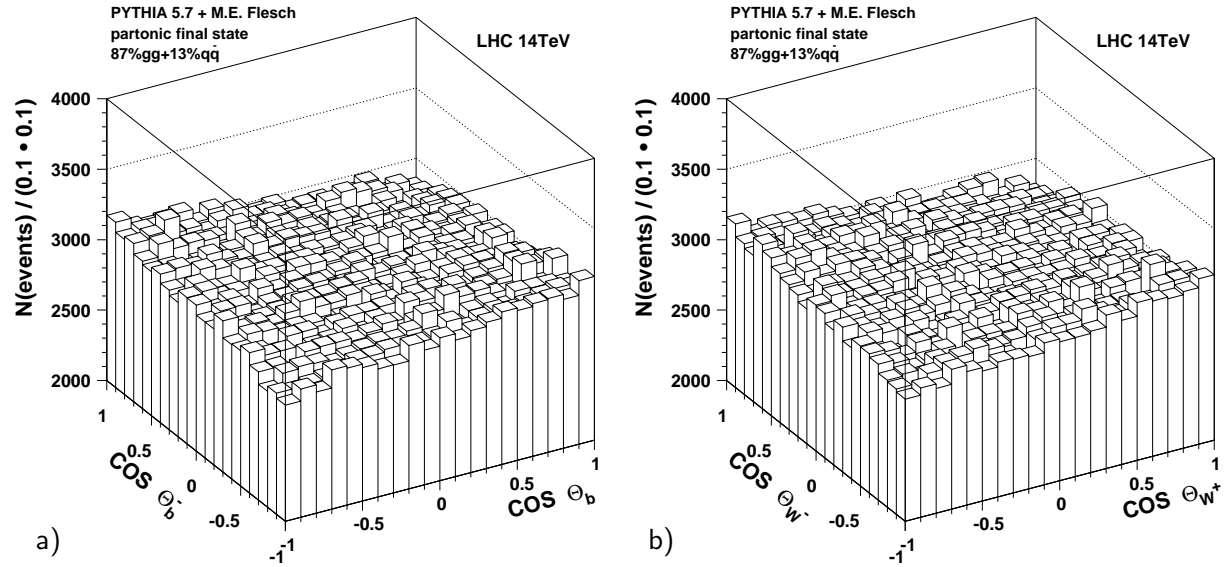 PYTHIA 5.7 + M.E. Flesch
partonic final state
87%gg+13%qq̄
LHC 14TeV
N(events) / (0.1 • 0.1)
4000
3500
3000
2500
2000
1
0.5
0
-0.5
-1
COS Θb̄
-1
-0.5
0
0.5
1
COS Θb
a)
PYTHIA 5.7 + M.E. Flesch
partonic final state
87%gg+13%qq̄
LHC 14TeV
N(events) / (0.1 • 0.1)
4000
3500
3000
2500
2000
1
0.5
0
-0.5
-1
COS ΘW-
-1
-0.5
0
0.5
1
COS ΘW+
b)